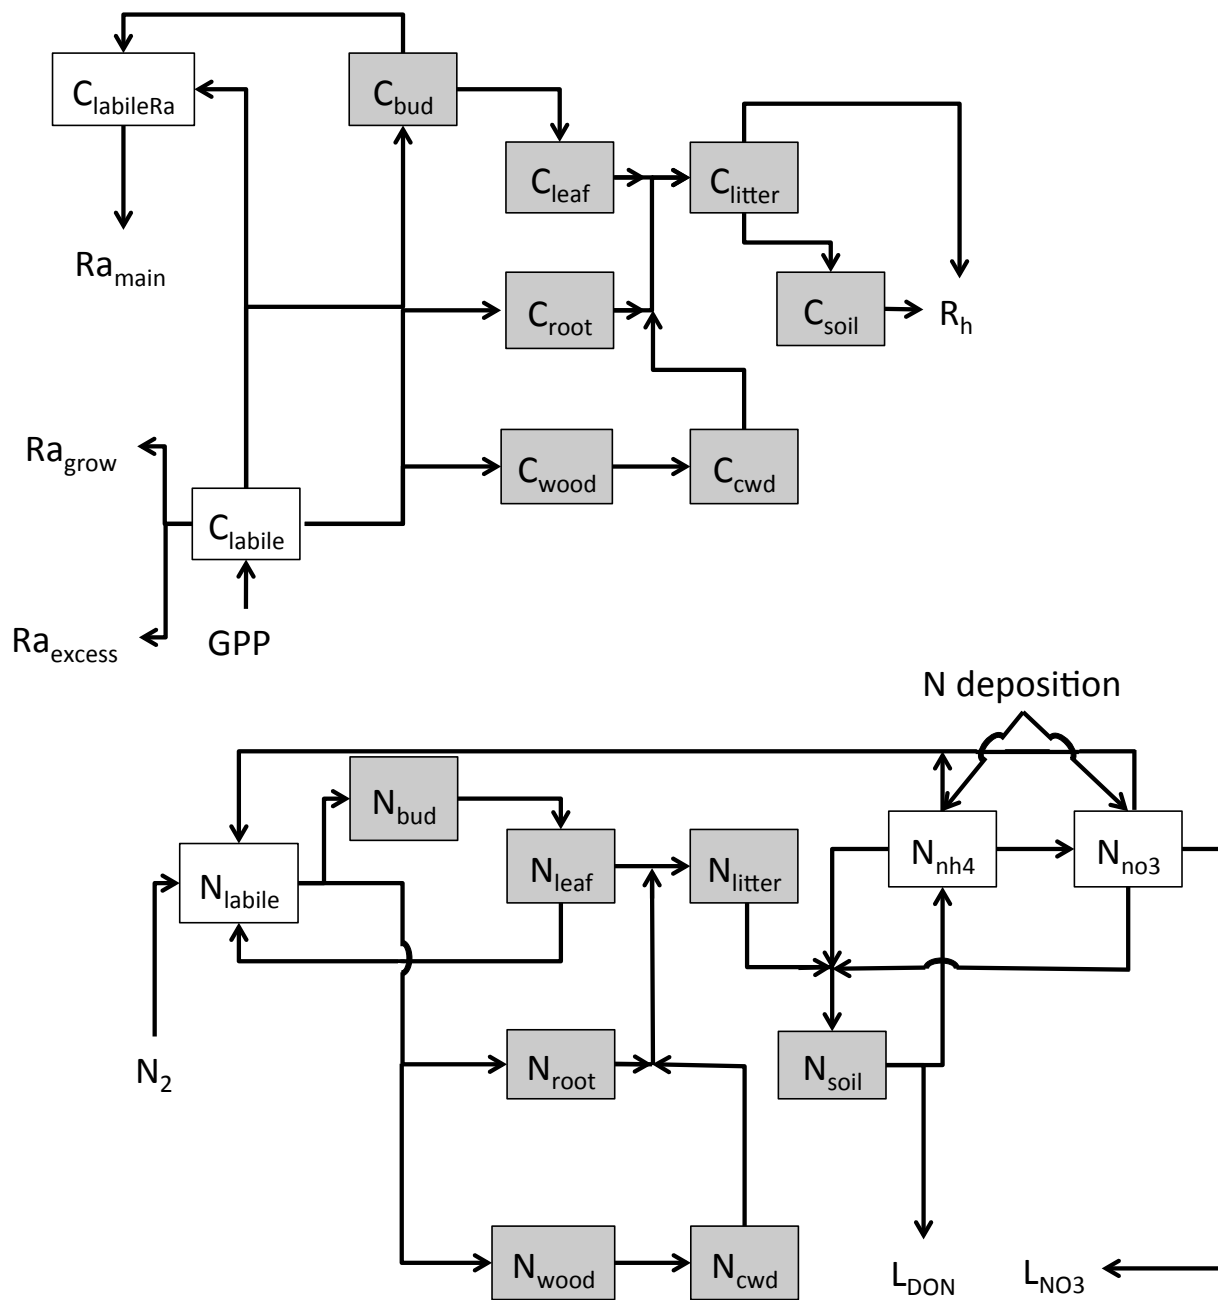 C_labileRa
C_bud
C_leaf
C_litter
Ra_main
C_root
C_soil
R_h
Ra_grow
C_wood
C_cwd
C_labile
Ra_excess
GPP
N deposition
N_bud
N_labile
N_leaf
N_litter
N_nh4
N_no3
N_2
N_root
N_soil
N_wood
N_cwd
L_DON
L_NO3